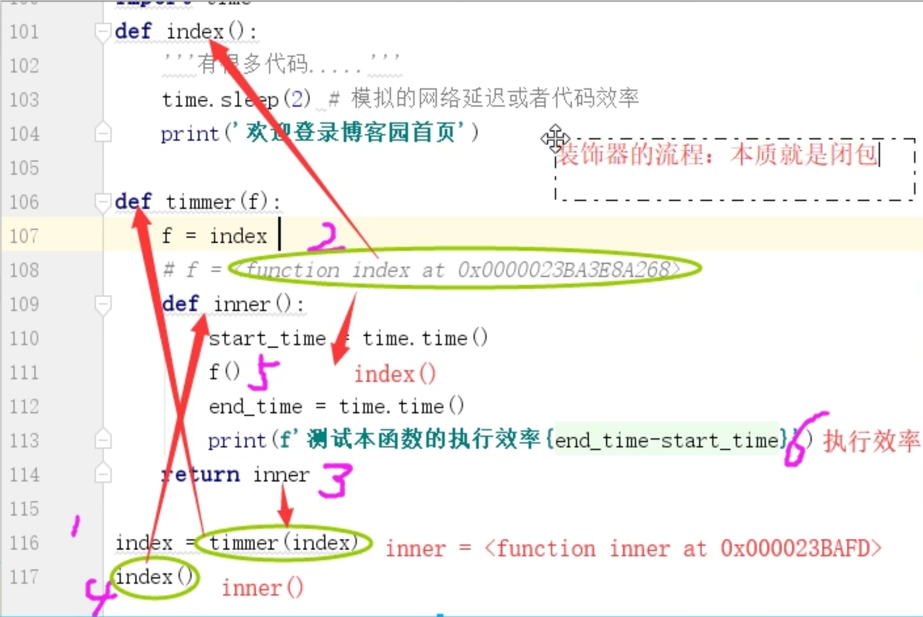 import time
101 def index():
102 '''有很多代码.....'''
103 time.sleep(2) # 模拟的网络延迟或者代码效率
104 print('欢迎登录博客园首页')
装饰器的流程：本质就是闭包
105
106 def timmer(f):
107 f = index 2
108 # f = <function index at 0x0000023BA3E8A268>
109 def inner():
110 start_time = time.time()
111 f() 5 index()
112 end_time = time.time()
113 print(f'测试本函数的执行效率{end_time-start_time}') 6 执行效率
114 return inner 3
115
1
116 index = timmer(index) inner = <function inner at 0x000023BAFD>
117 index() inner()
4